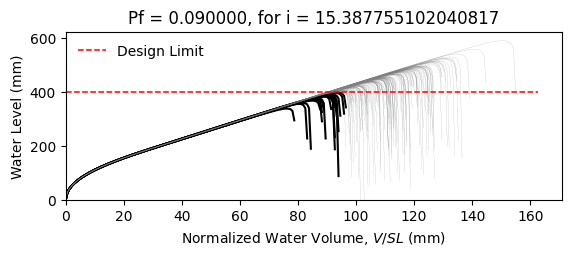 Pf = 0.090000, for i = 15.387755102040817
Water Level (mm)
600
400
200
0
Design Limit
0 20 40 60 80 100 120 140 160
Normalized Water Volume, V/SL (mm)